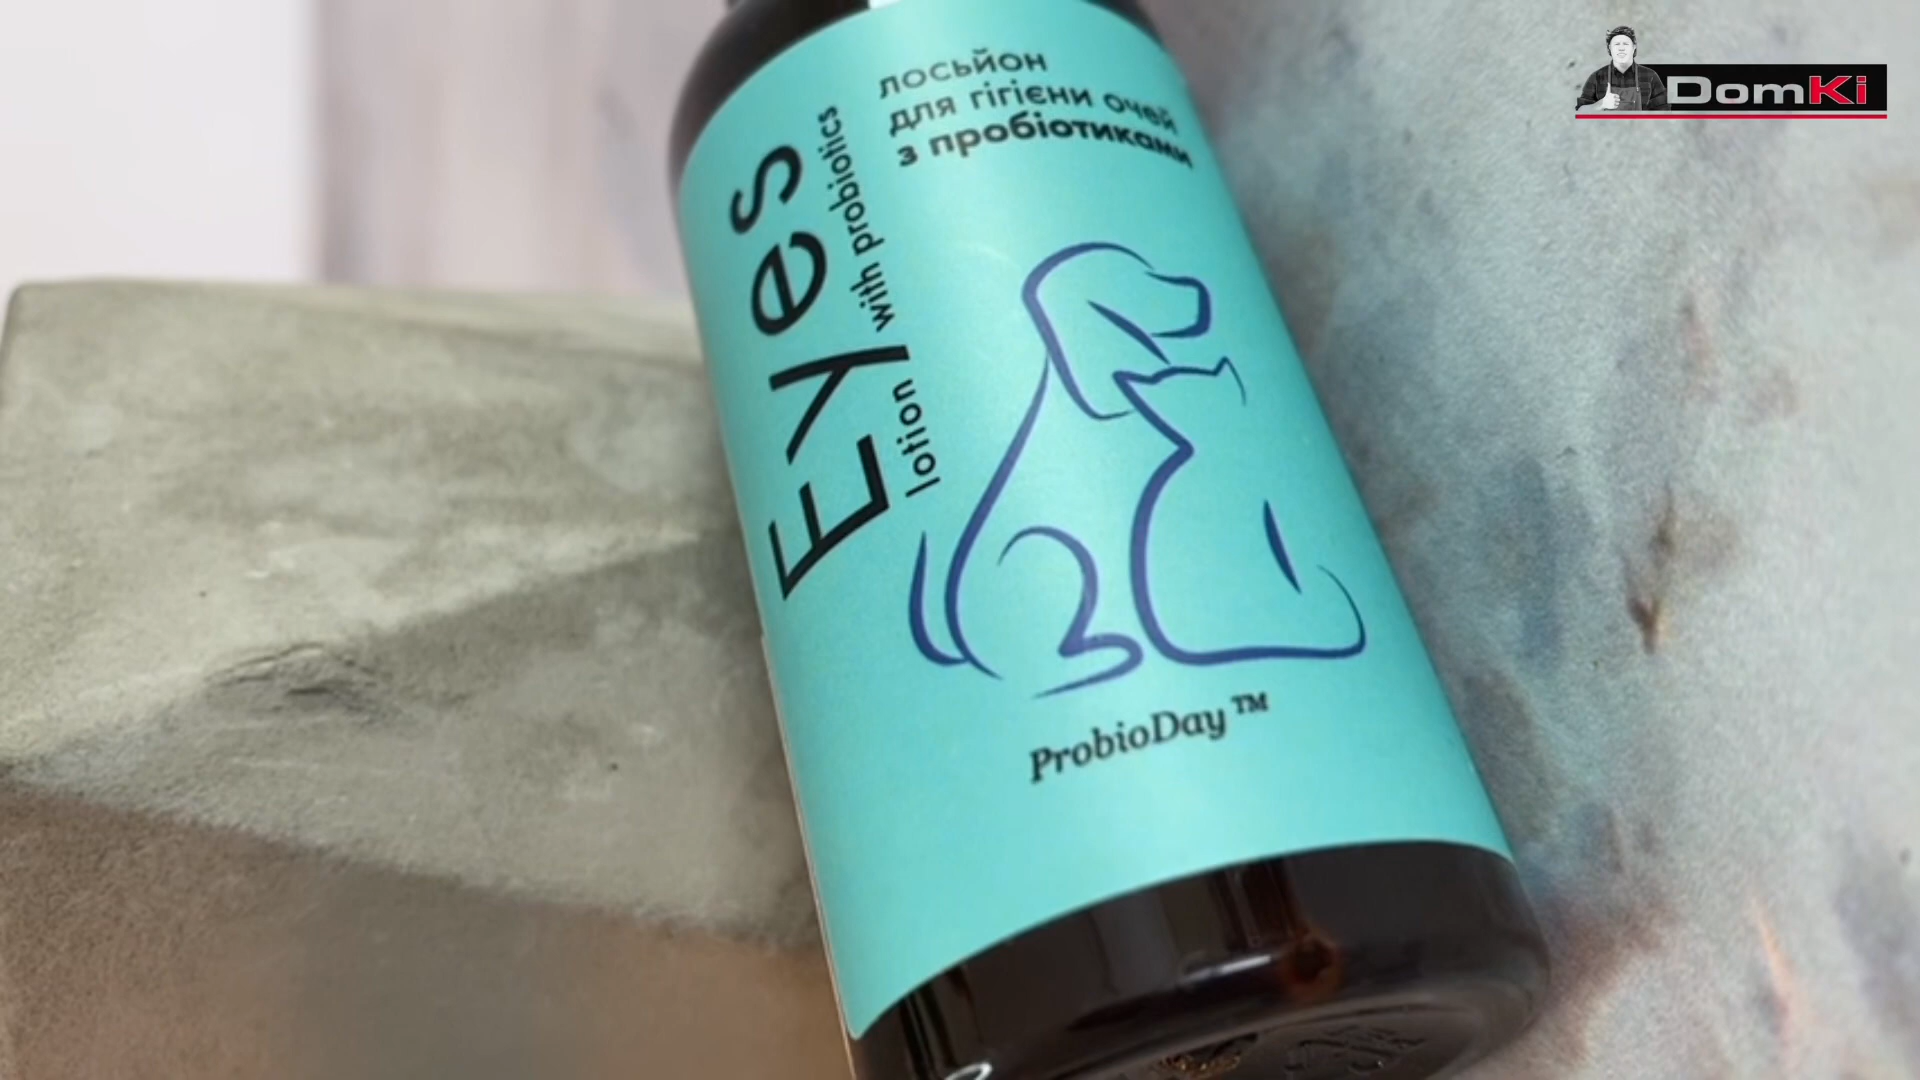 лосьйон
для гігієни очей
з пробіотиками
Eyes
lotion with probiotics
ProbioDay™
DomKi